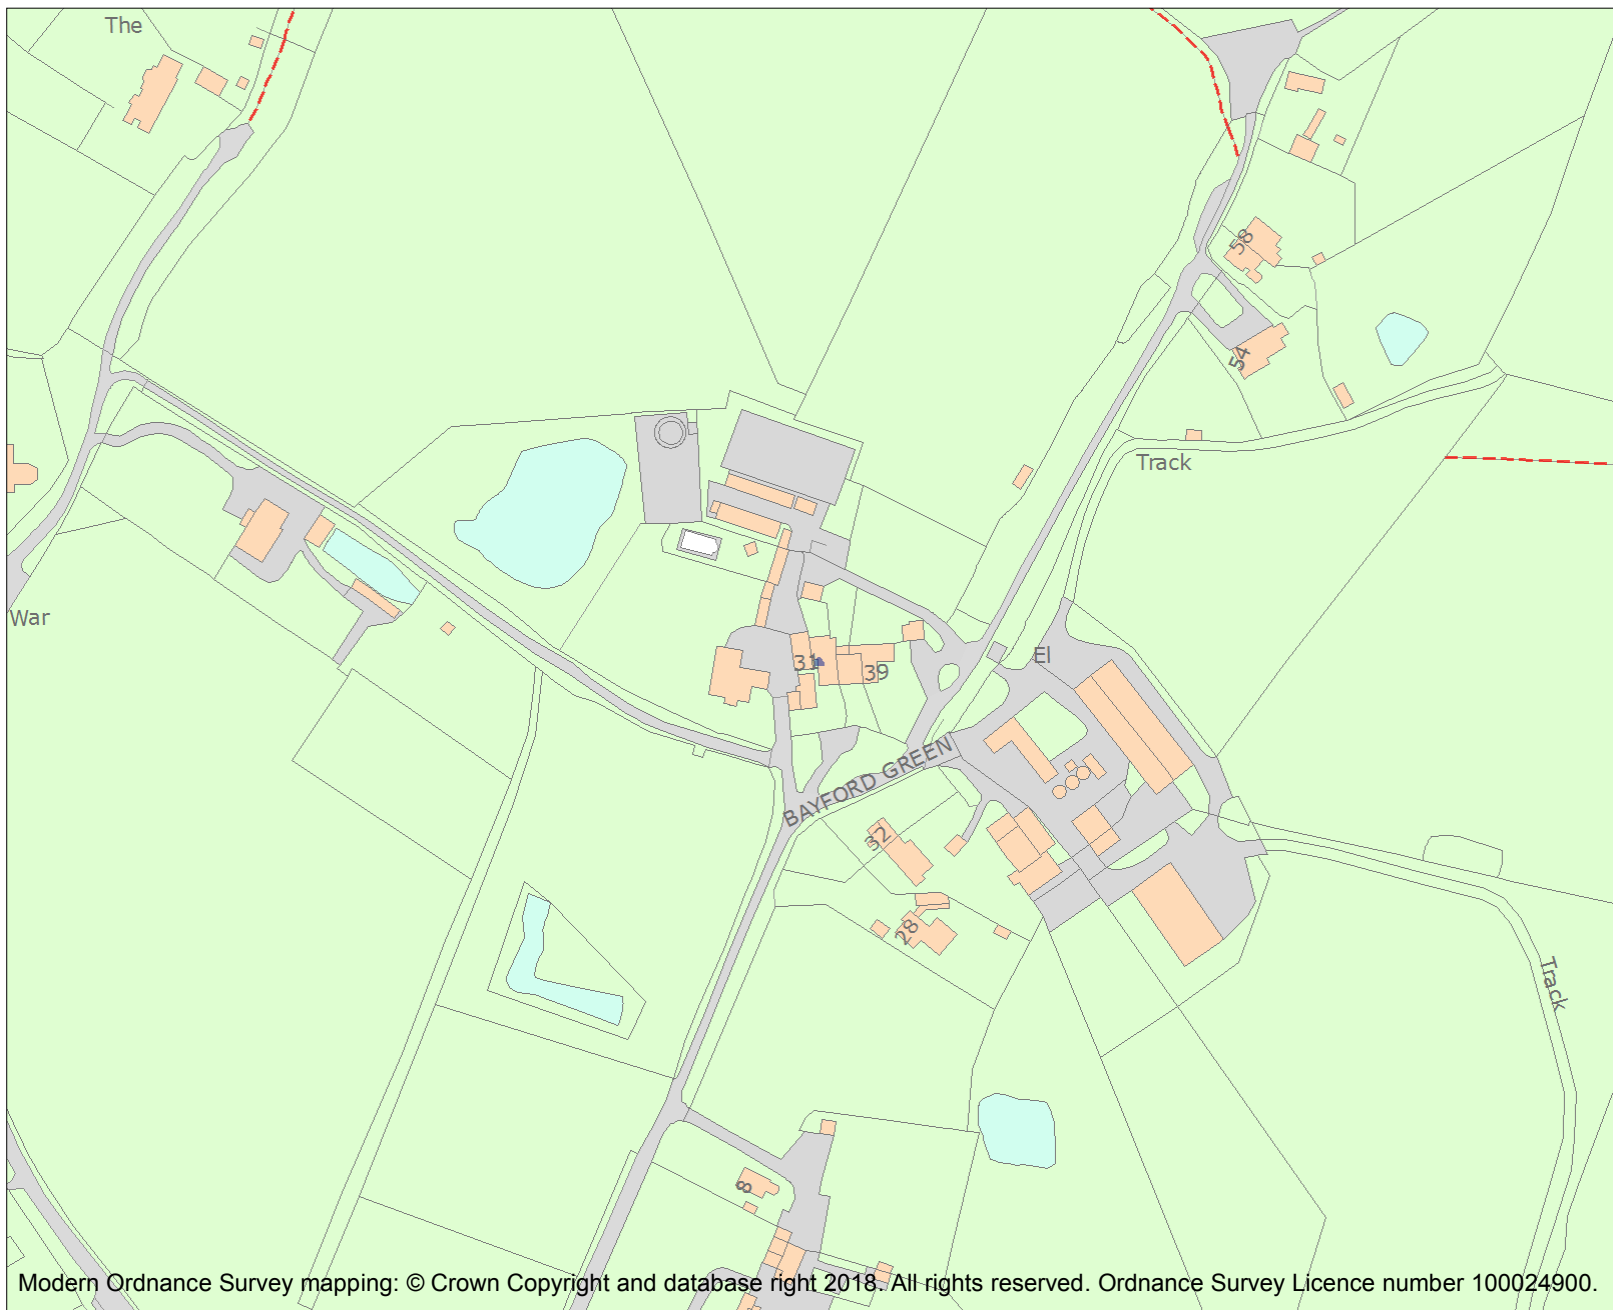 The
58
54
Track
War
El
31
39
BAYFORD GREEN
32
28
Track
8
Modern Ordnance Survey mapping: © Crown Copyright and database right 2018. All rights reserved. Ordnance Survey Licence number 100024900.